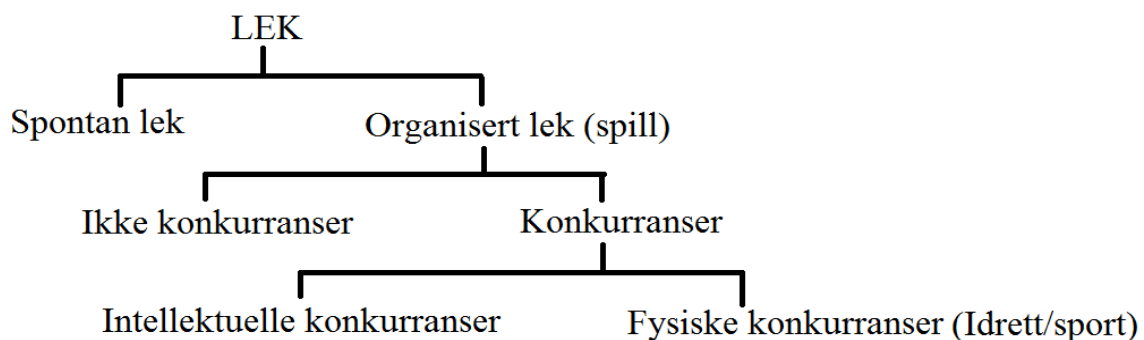 LEK
Spontan lek
Organisert lek (spill)
Ikke konkurranser
Konkurranser
Intellektuelle konkurranser
Fysiske konkurranser (Idrett/sport)